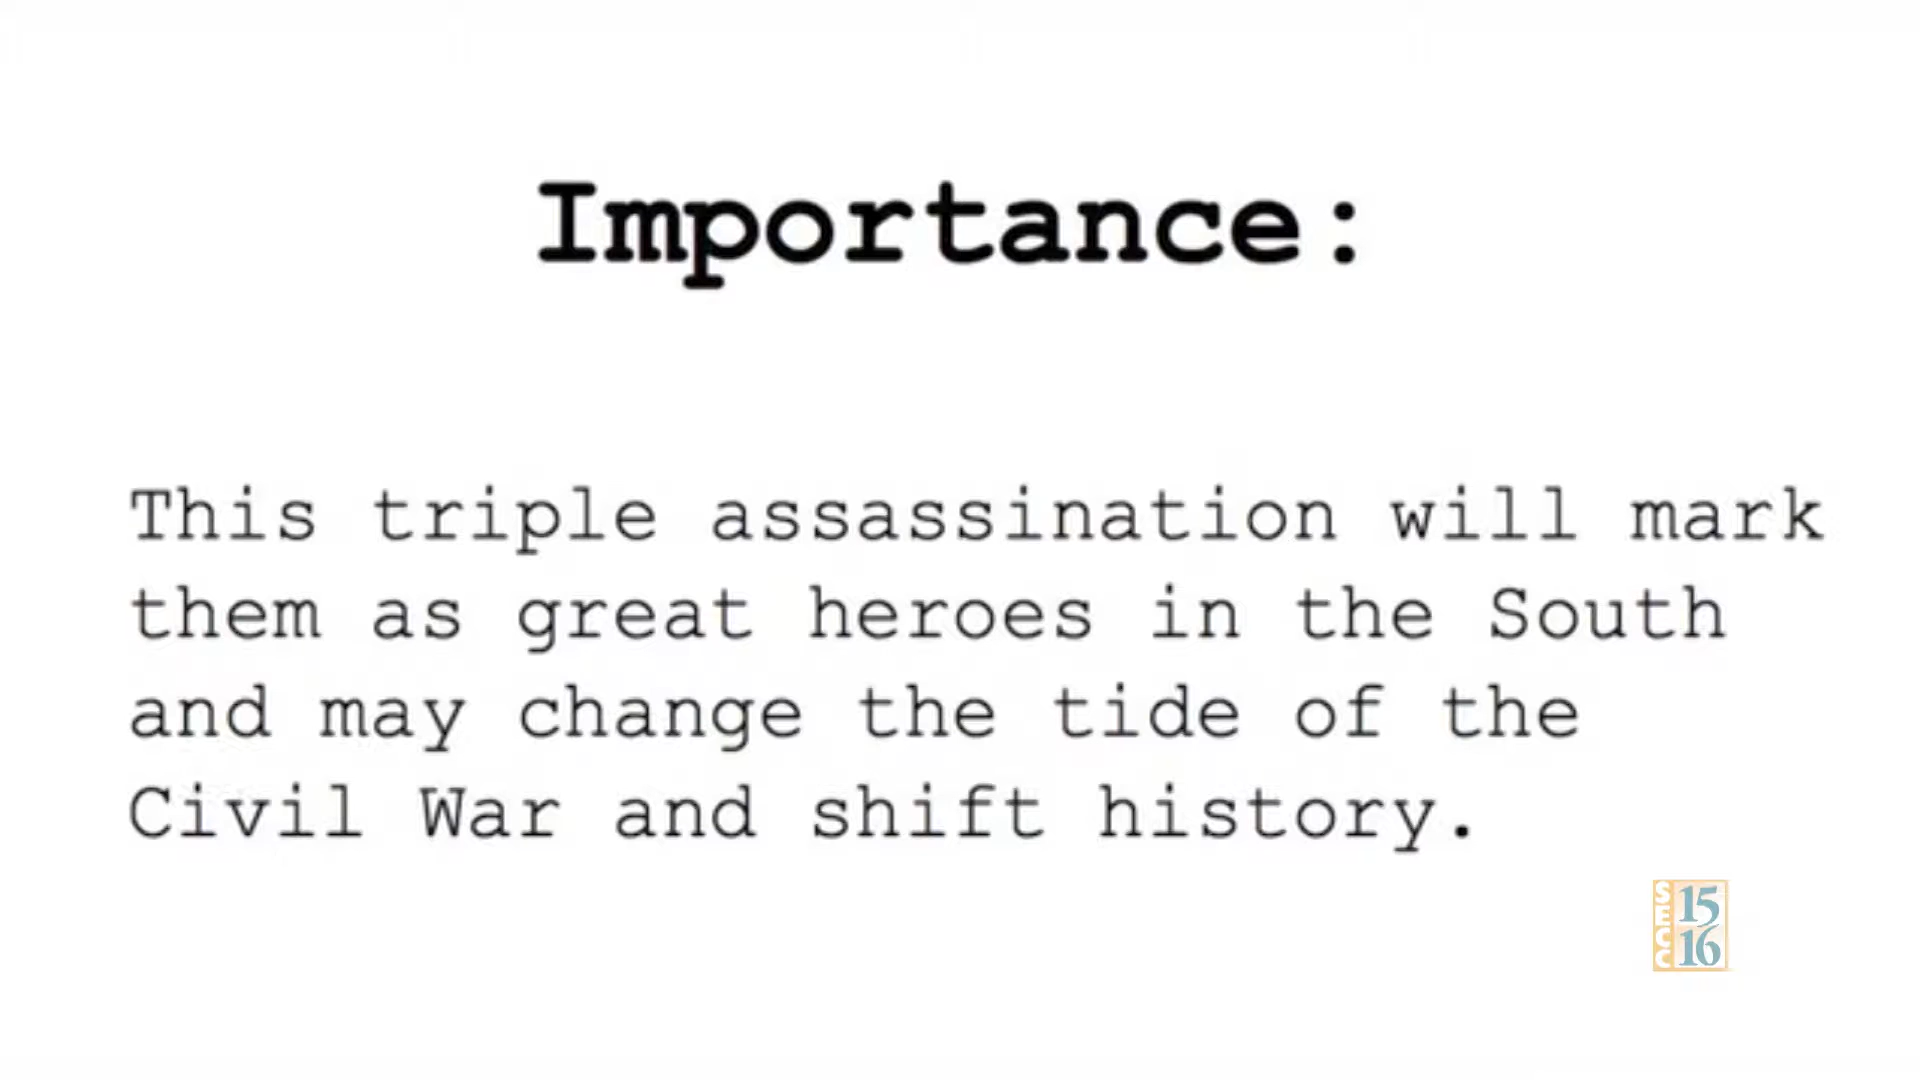 Importance:
This triple assassination will mark
them as great heroes in the South
and may change the tide of the
Civil War and shift history.
SECC
15
16